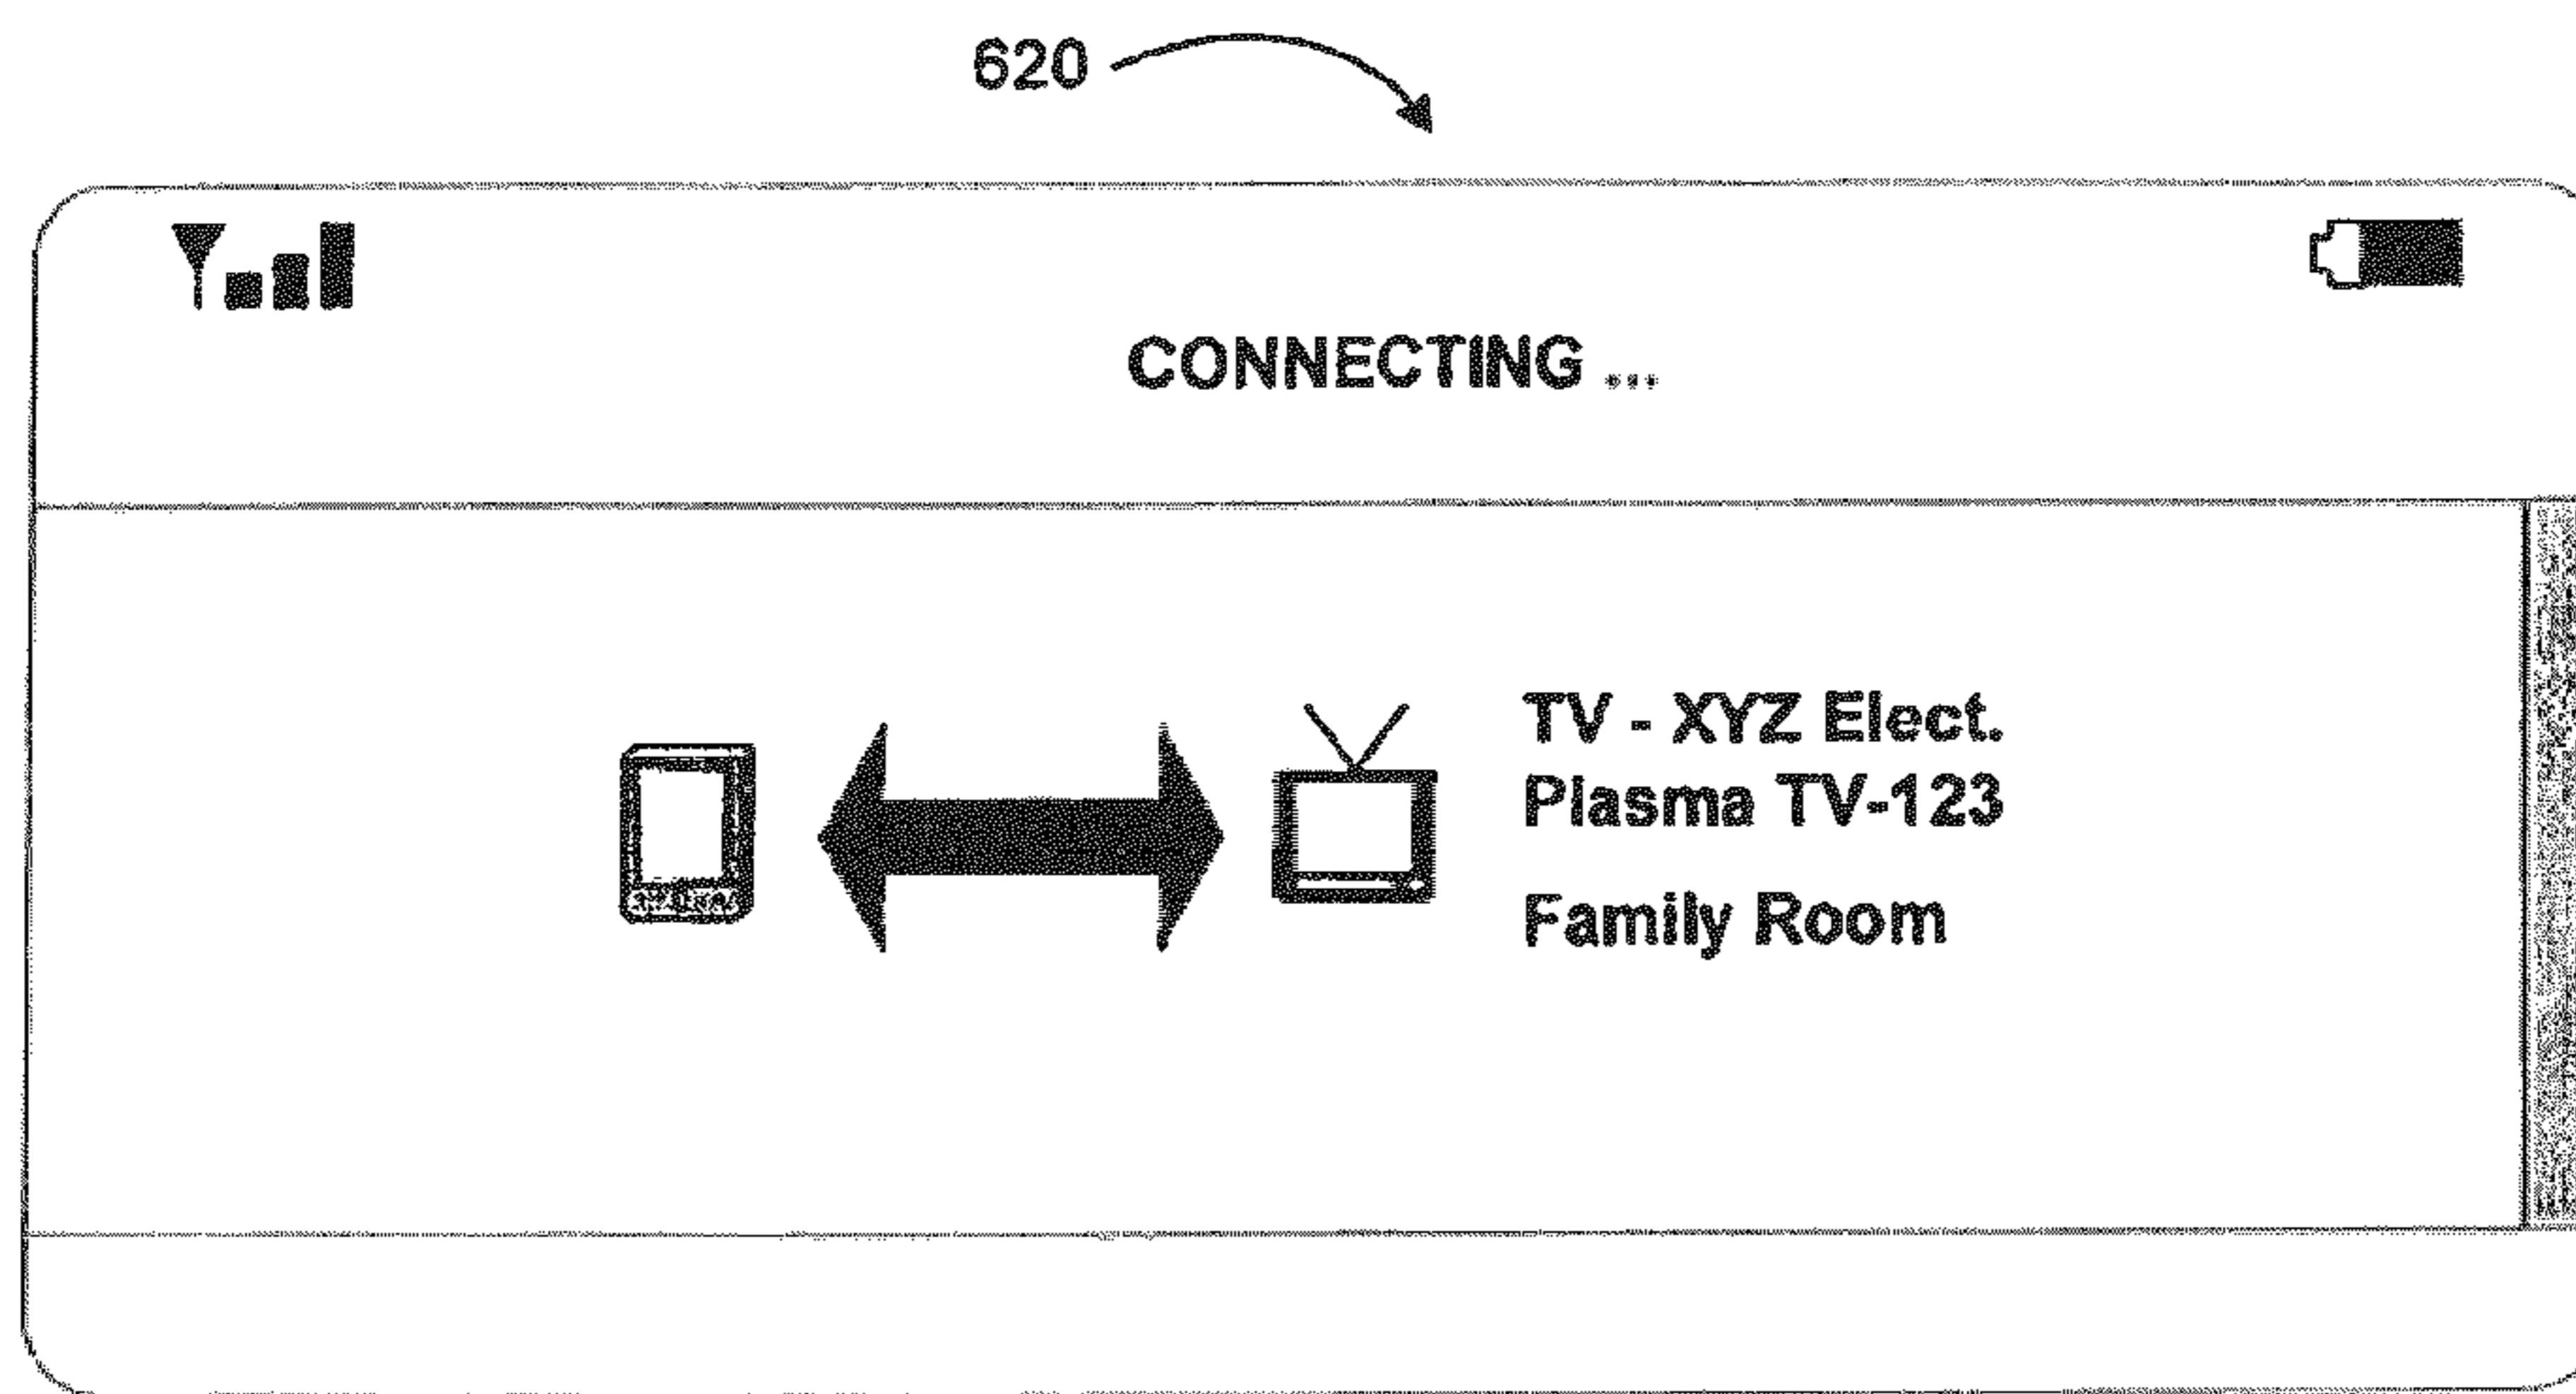 620
CONNECTING ...
TV - XYZ Elect.
Plasma TV-123
Family Room